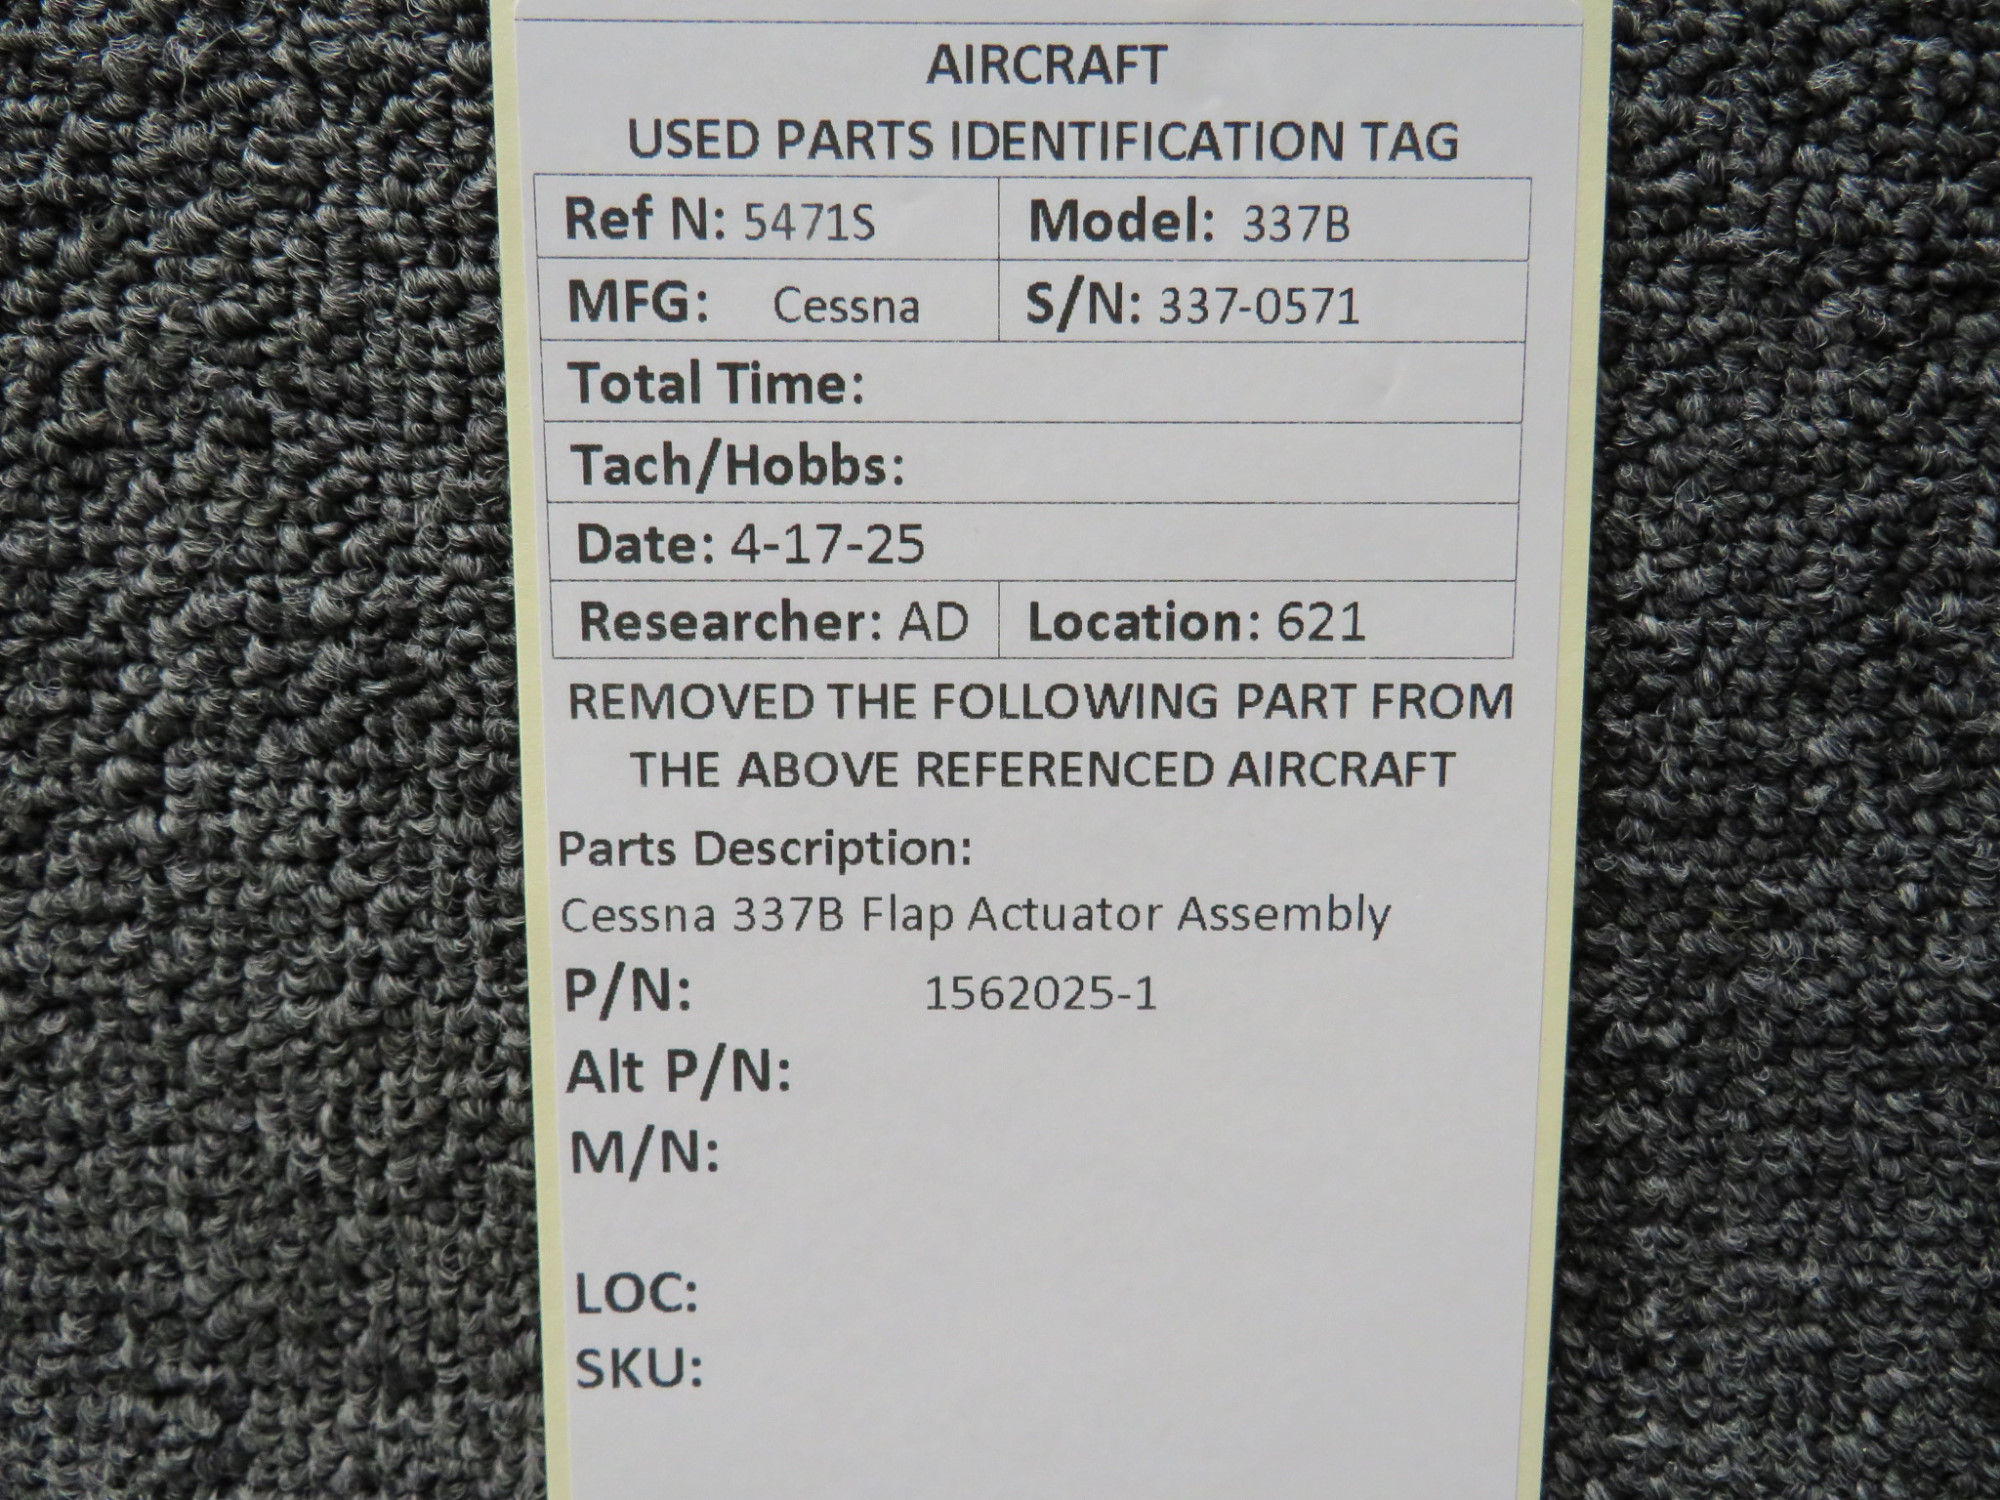 AIRCRAFT
USED PARTS IDENTIFICATION TAG
Ref N: 5471S Model: 337B
MFG: Cessna S/N: 337-0571
Total Time:
Tach/Hobbs:
Date: 4-17-25
Researcher: AD Location: 621
REMOVED THE FOLLOWING PART FROM
THE ABOVE REFERENCED AIRCRAFT
Parts Description:
Cessna 337B Flap Actuator Assembly
P/N: 1562025-1
Alt P/N:
M/N:
LOC:
SKU: